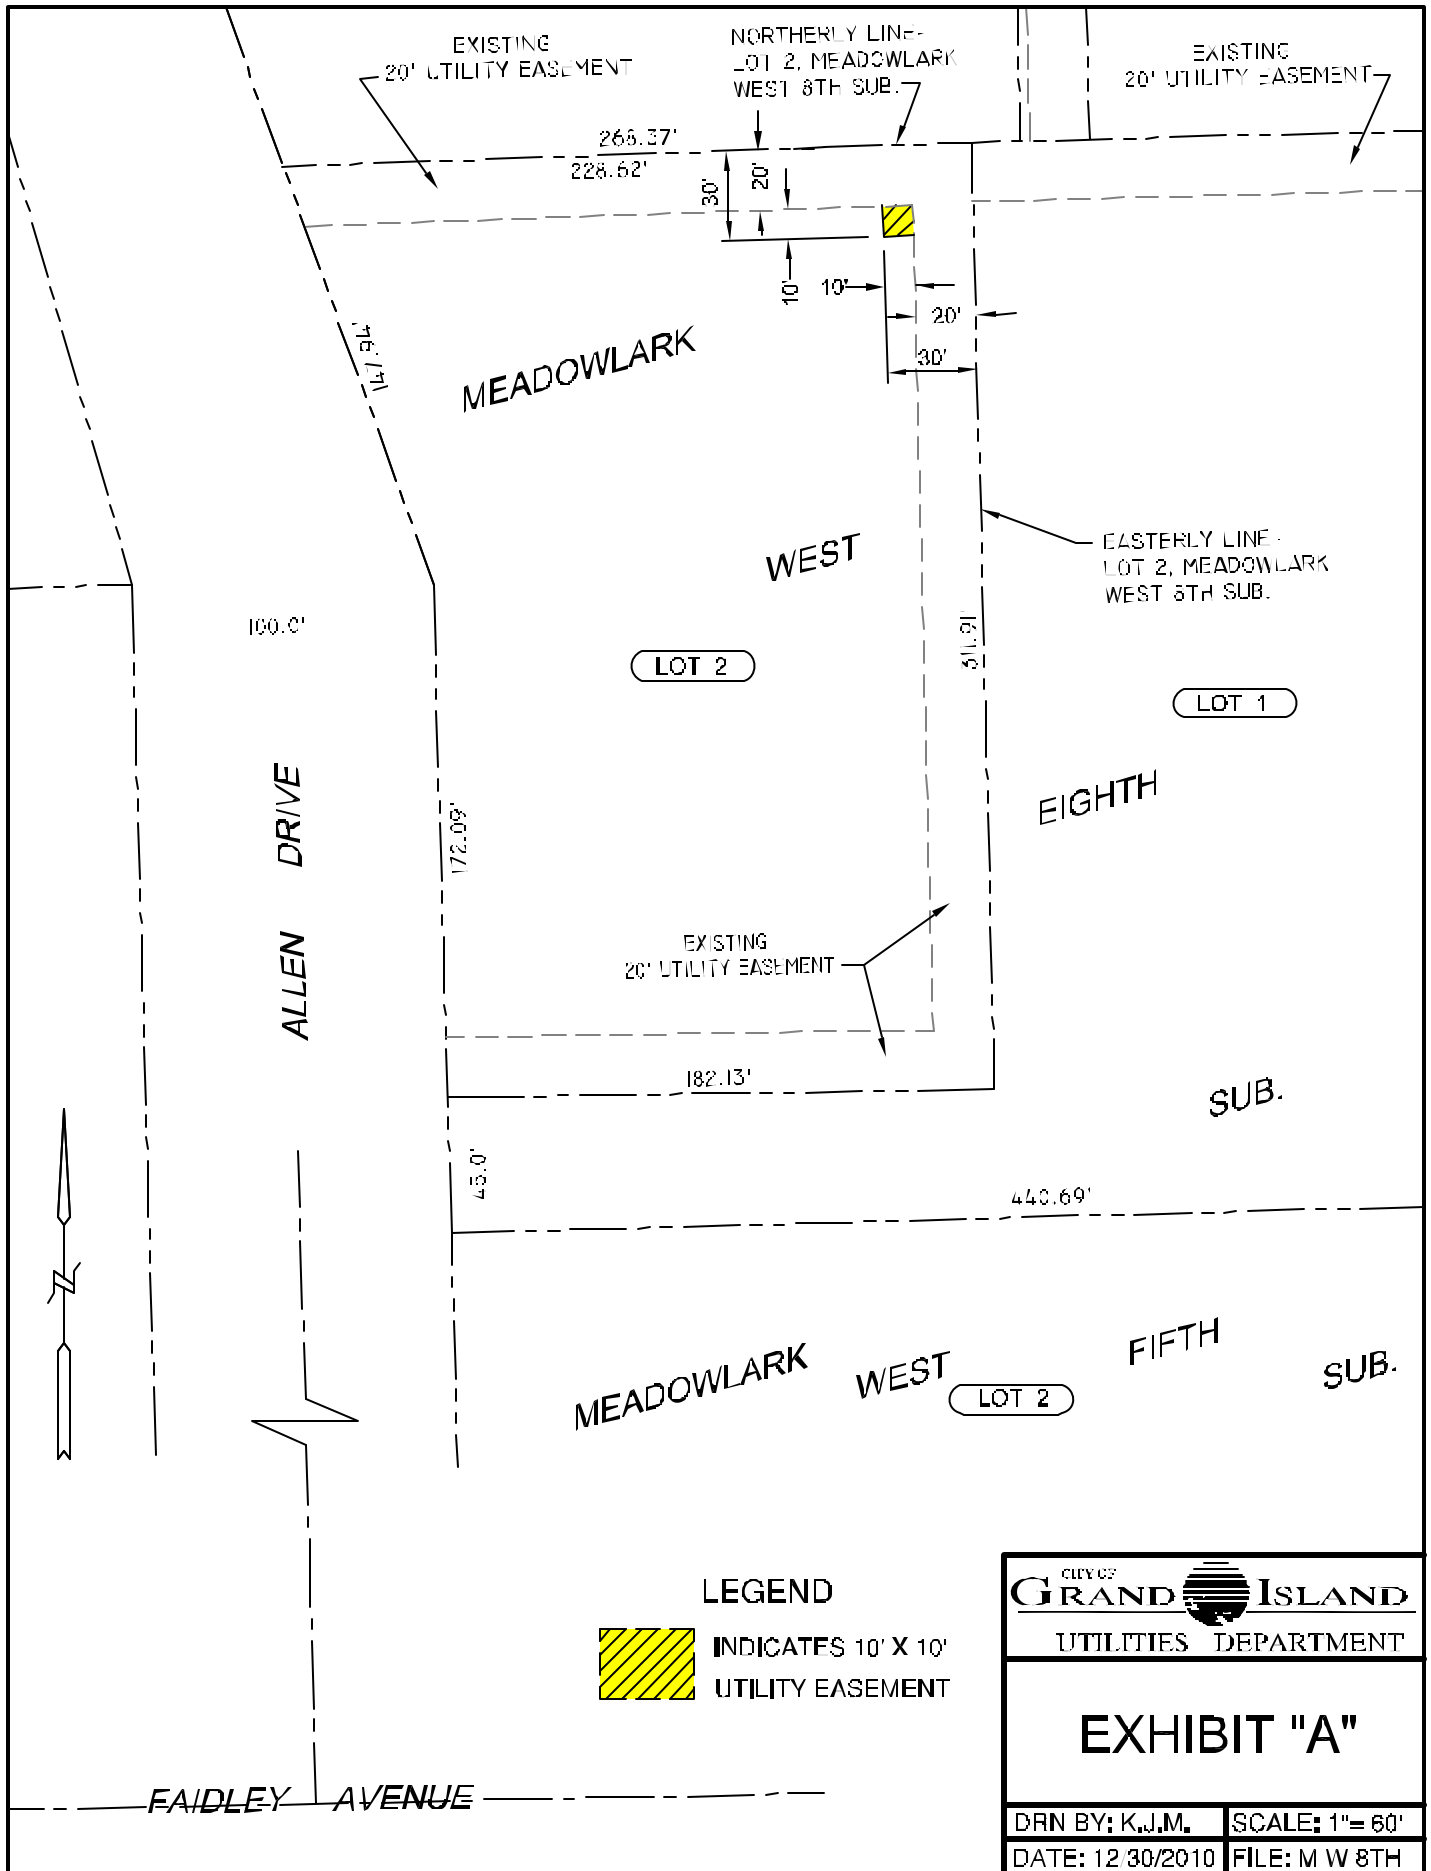 EXISTING
20' UTILITY EASEMENT
NORTHERLY LINE-
LOT 2, MEADOWLARK
WEST 8TH SUB.
EXISTING
20' UTILITY EASEMENT
268.37'
228.62'
30'
20'
10'
10'
20'
30'
MEADOWLARK
WEST
EASTERLY LINE-
LOT 2, MEADOWLARK
WEST 8TH SUB.
100.0'
311.91'
LOT 2
LOT 1
EIGHTH
ALLEN DRIVE
172.09'
EXISTING
20' UTILITY EASEMENT
182.13'
SUB.
45.0'
440.69'
N
MEADOWLARK WEST FIFTH SUB.
LOT 2
LEGEND
INDICATES 10' X 10'
UTILITY EASEMENT
CITY OF
GRAND ISLAND
UTILITIES DEPARTMENT
EXHIBIT "A"
FAIDLEY AVENUE
DRN BY: K.J.M.
SCALE: 1"= 60'
DATE: 12/30/2010
FILE: M W 8TH